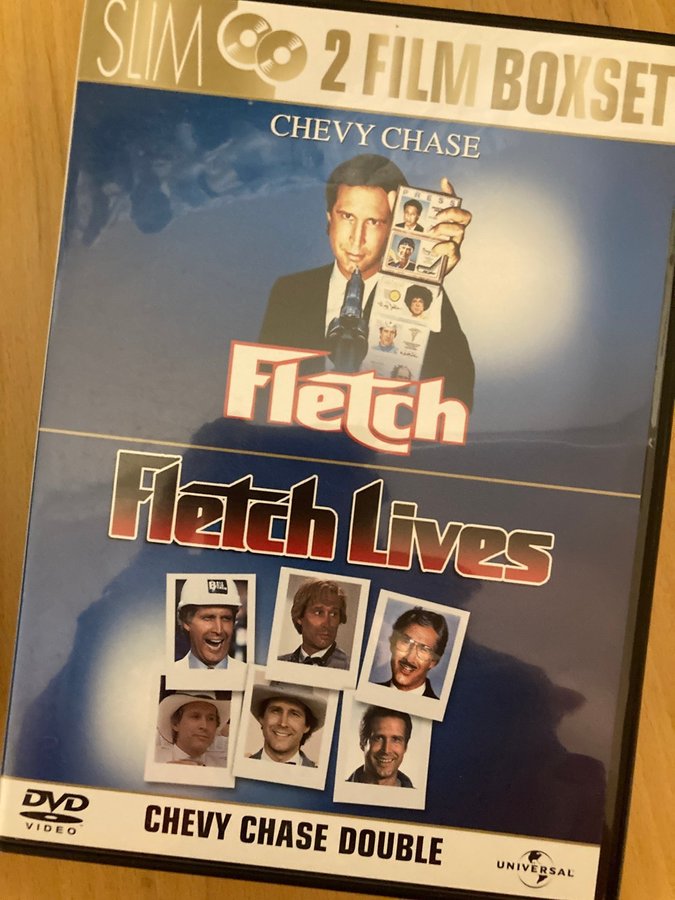 SLIM 2 FILM BOXSET
CHEVY CHASE
PRESS
Fletch
Fletch Lives
DVD
VIDEO
CHEVY CHASE DOUBLE
UNIVERSAL